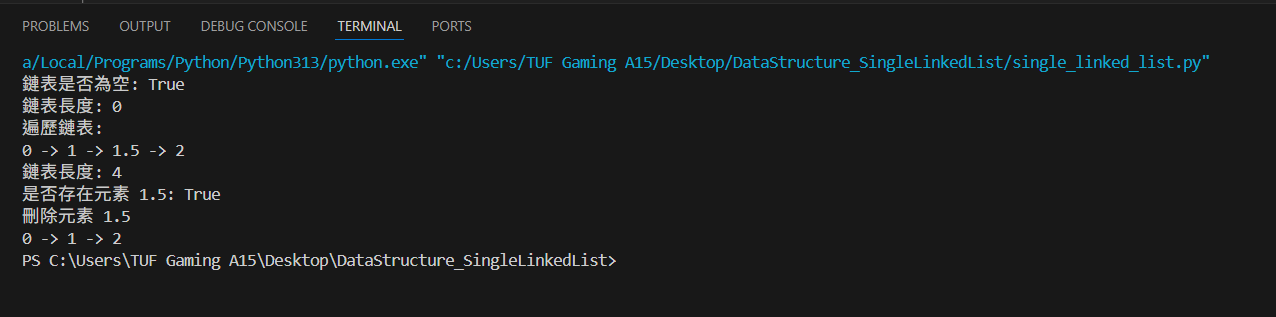 PROBLEMS OUTPUT DEBUG CONSOLE TERMINAL PORTS
a/Local/Programs/Python/Python313/python.exe" "c:/Users/TUF Gaming A15/Desktop/DataStructure_SingleLinkedList/single_linked_list.py"
鏈表是否為空: True
鏈表長度: 0
遍歷鏈表:
0 -> 1 -> 1.5 -> 2
鏈表長度: 4
是否存在元素 1.5: True
刪除元素 1.5
0 -> 1 -> 2
PS C:\Users\TUF Gaming A15\Desktop\DataStructure_SingleLinkedList>